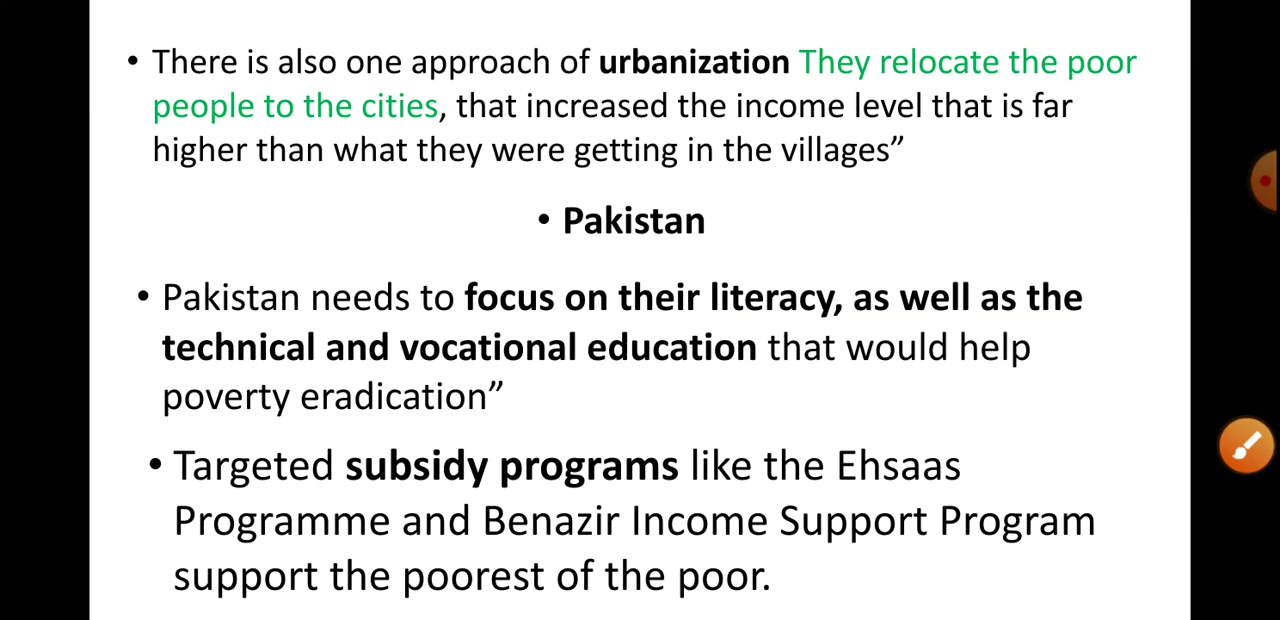 • There is also one approach of urbanization They relocate the poor
people to the cities, that increased the income level that is far
higher than what they were getting in the villages”
• Pakistan
• Pakistan needs to focus on their literacy, as well as the
technical and vocational education that would help
poverty eradication”
• Targeted subsidy programs like the Ehsaas
Programme and Benazir Income Support Program
support the poorest of the poor.